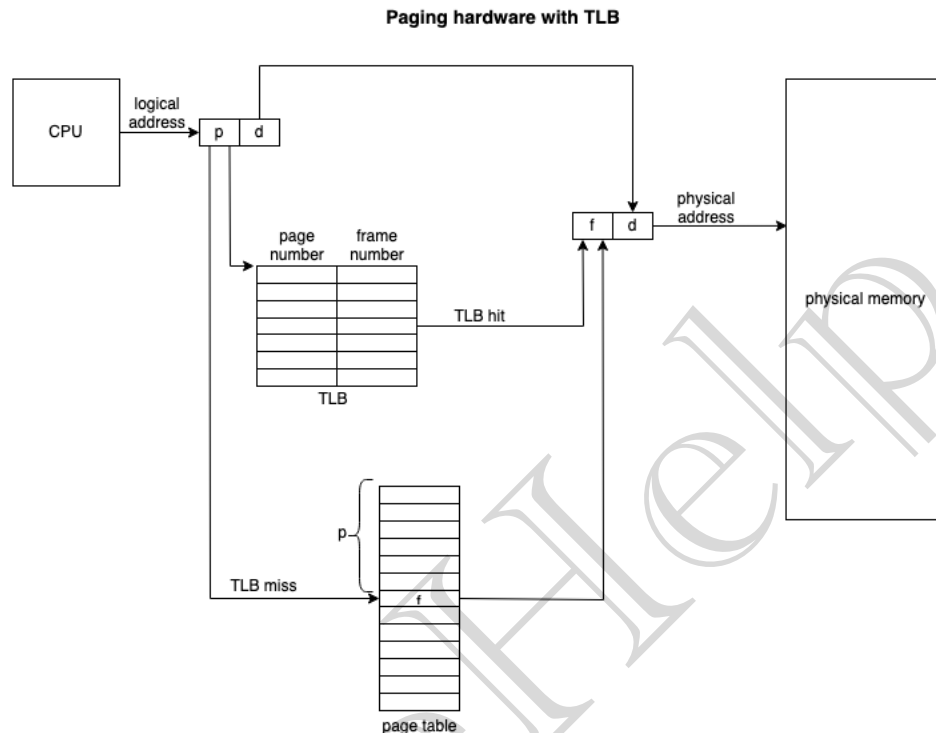 Paging hardware with TLB
CPU
logical
address
p
d
f
d
physical
address
page
number
frame
number
physical memory
TLB hit
TLB
p
TLB miss
f
page table
eHelp